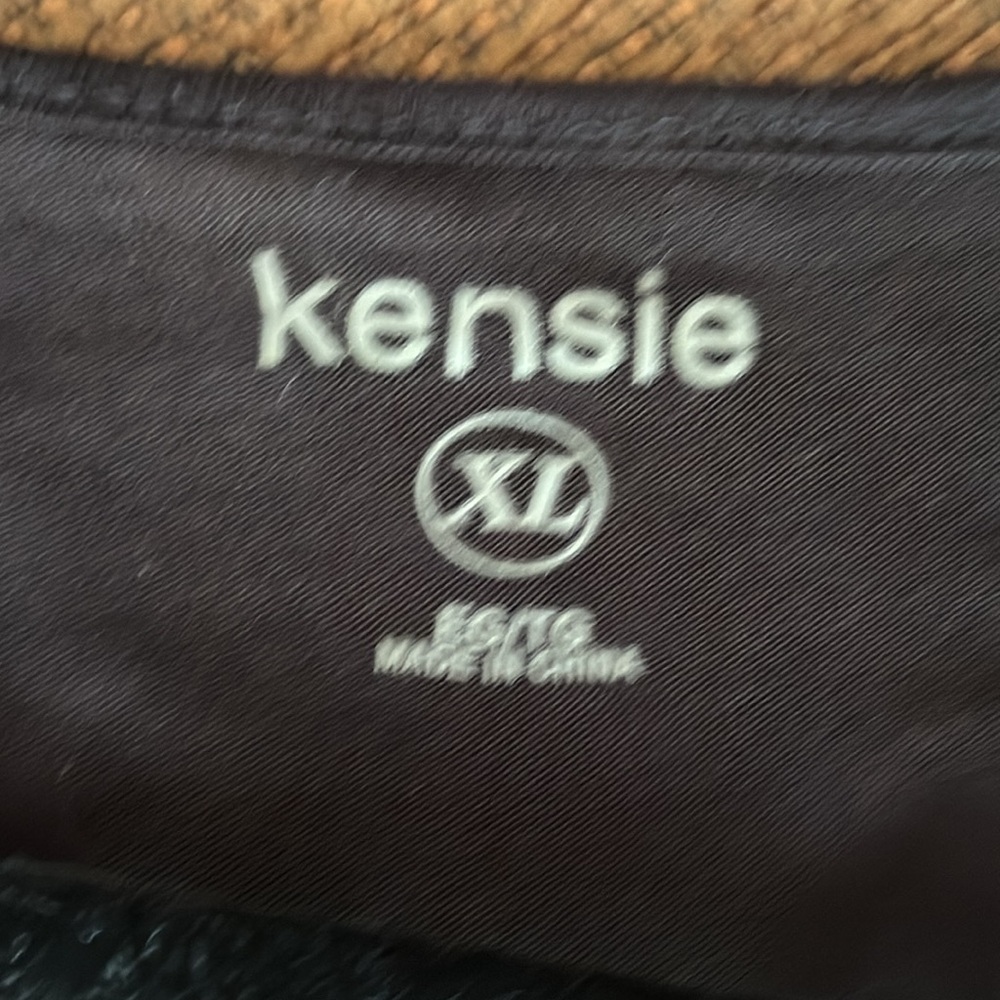 kensie
XL
EG/TG
MADE IN CHINA